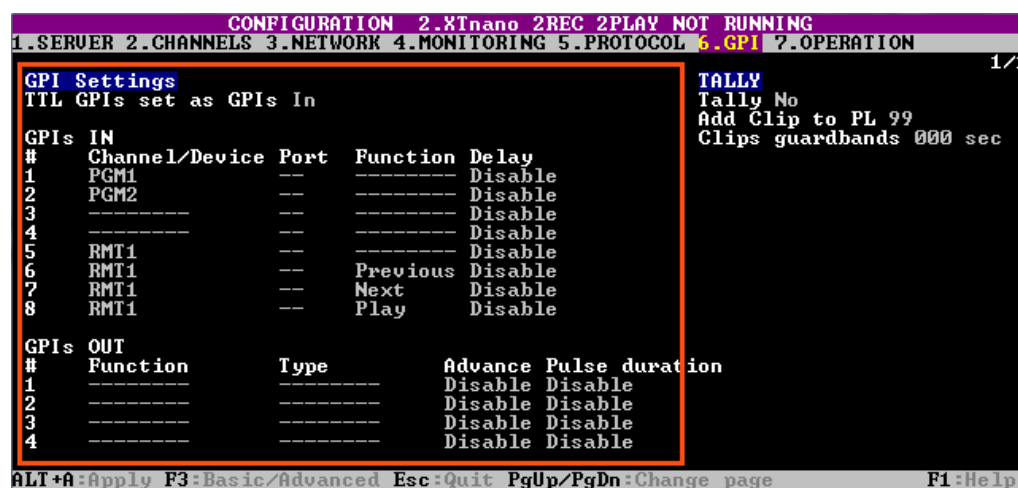 CONFIGURATION 2.XTnano 2REC 2PLAY NOT RUNNING
1.SERVER 2.CHANNELS 3.NETWORK 4.MONITORING 5.PROTOCOL 6.GPI 7.OPERATION
1/
GPI Settings
TTL GPIs set as GPIs In
GPIs IN
# Channel/Device Port Function Delay
1 PGM1 -- -------- Disable
2 PGM2 -- -------- Disable
3 -------- -- -------- Disable
4 -------- -- -------- Disable
5 RMT1 -- -------- Disable
6 RMT1 -- Previous Disable
7 RMT1 -- Next Disable
8 RMT1 -- Play Disable
GPIs OUT
# Function Type Advance Pulse duration
1 -------- -------- Disable Disable
2 -------- -------- Disable Disable
3 -------- -------- Disable Disable
4 -------- -------- Disable Disable
TALLY
Tally No
Add Clip to PL 99
Clips guardbands 000 sec
ALT+A:Apply F3:Basic/Advanced Esc:Quit PgUp/PgDn:Change page F1:Help